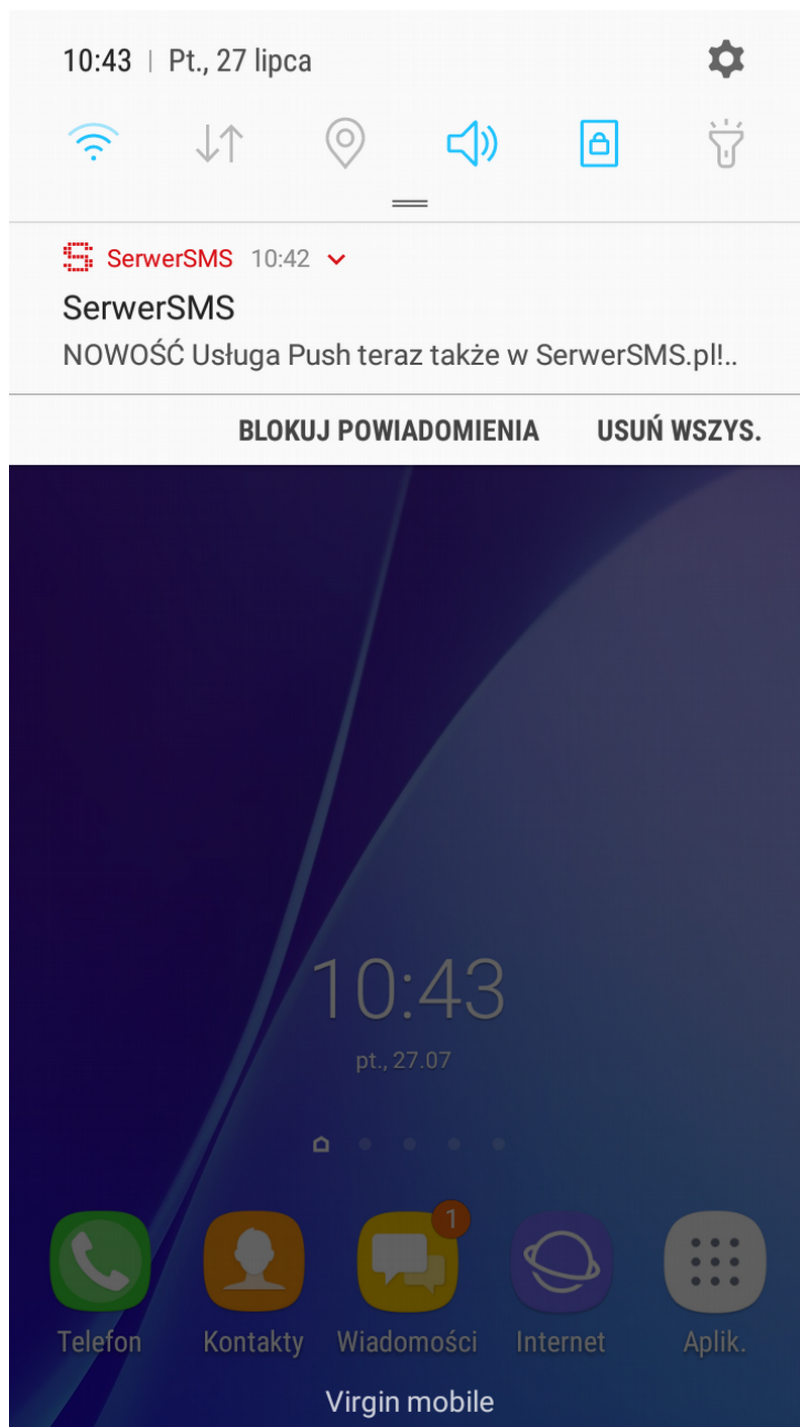 10:43 | Pt., 27 lipca
SerwerSMS 10:42
SerwerSMS
NOWOŚĆ Usługa Push teraz także w SerwerSMS.pl!..
BLOKUJ POWIADOMIENIA USUŃ WSZYS.
10:43
pt., 27.07
1
Telefon Kontakty Wiadomości Internet Aplik.
Virgin mobile